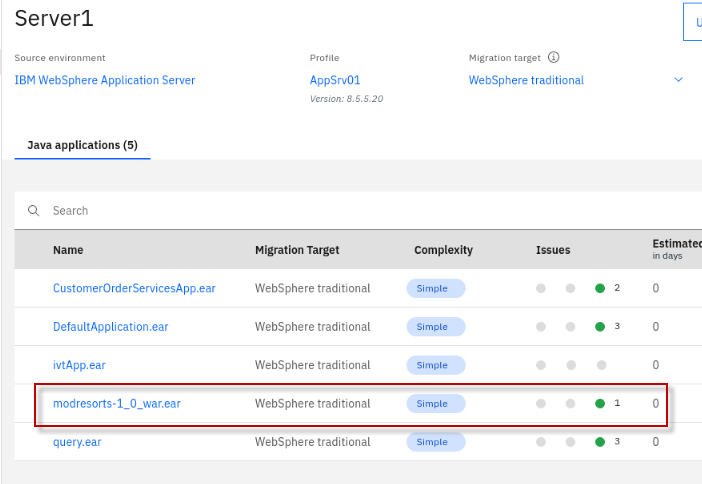 Server1
U
Source environment Profile Migration target
IBM WebSphere Application Server AppSrv01 WebSphere traditional
Version: 8.5.5.20
Java applications (5)
Search
Name Migration Target Complexity Issues Estimated
in days
CustomerOrderServicesApp.ear WebSphere traditional Simple 2 0
DefaultApplication.ear WebSphere traditional Simple 3 0
ivtApp.ear WebSphere traditional Simple 0
modresorts-1_0_war.ear WebSphere traditional Simple 1 0
query.ear WebSphere traditional Simple 3 0